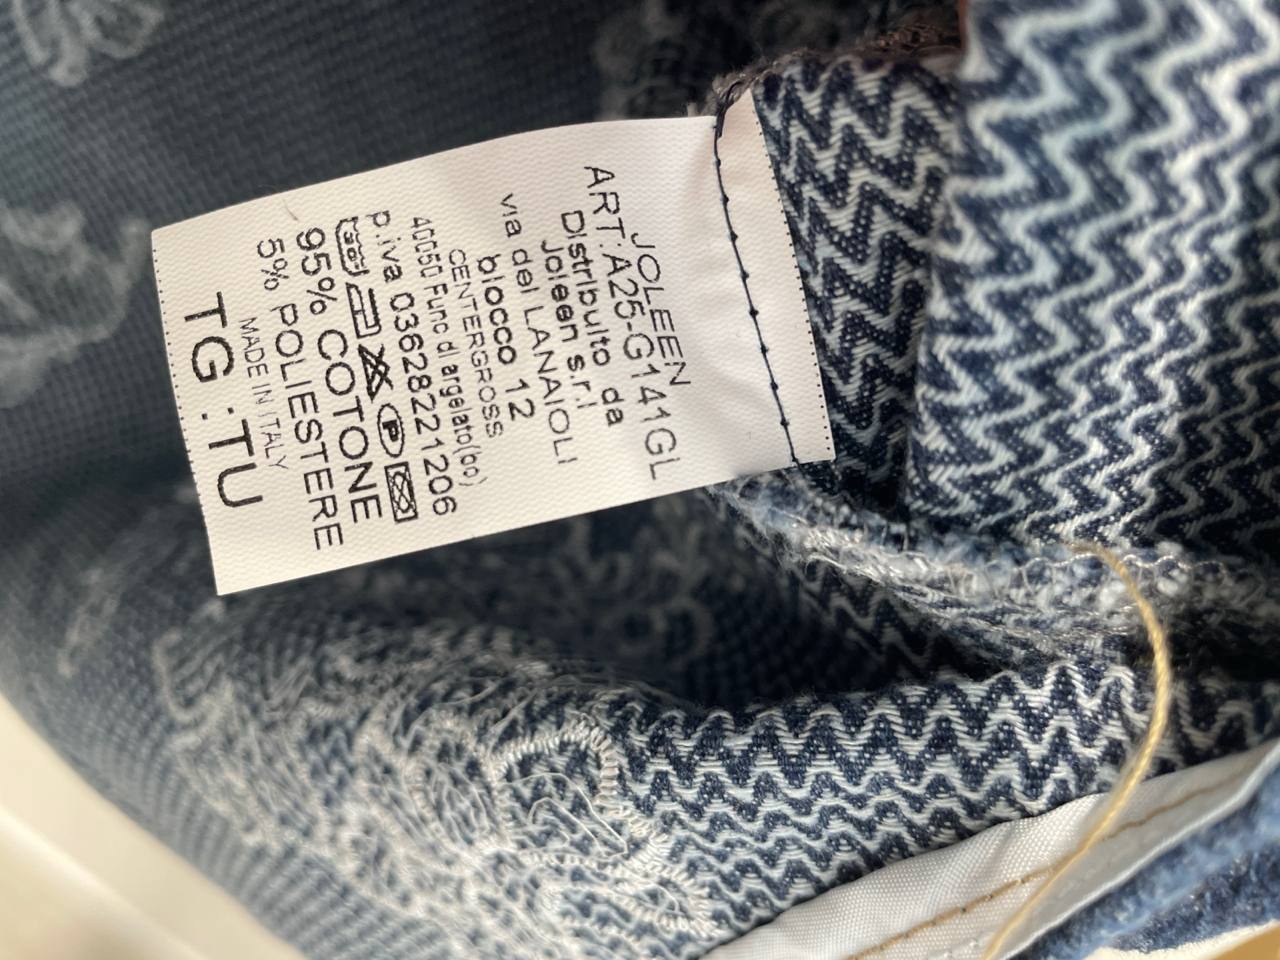 JOLEEN
ART:A25-G141GL
Distribuito da
Joleen s.r.l
via dei LANAIOLI
blocco 12
CENTERGROSS
40050 Funo di argelato(bo)
p.iva 03628221206
95% COTONE
5% POLIESTERE
MADE IN ITALY
TG:TU